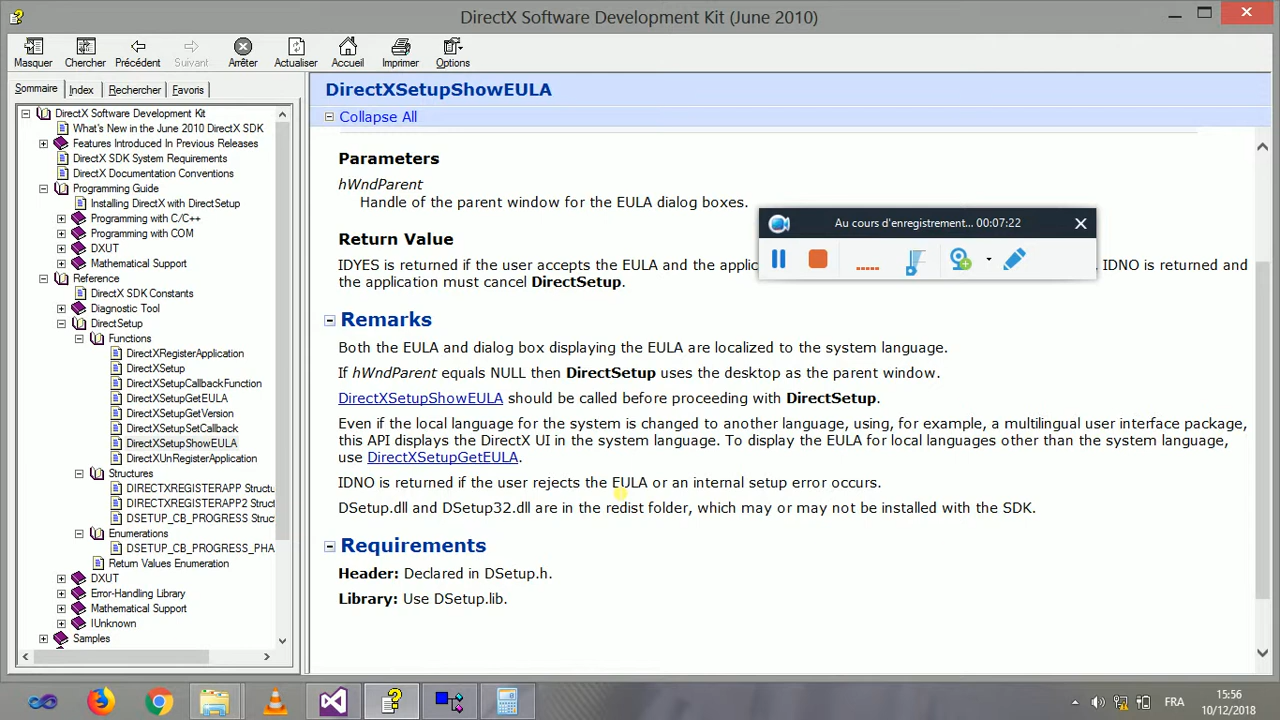 DirectX Software Development Kit (June 2010)
Masquer Chercher Précédent Suivant Arrêter Actualiser Accueil Imprimer Options
Sommaire Index Rechercher Favoris
DirectX Software Development Kit
What's New in the June 2010 DirectX SDK
Features Introduced In Previous Releases
DirectX SDK System Requirements
DirectX Documentation Conventions
Programming Guide
Installing DirectX with DirectSetup
Programming with C/C++
Programming with COM
DXUT
Mathematical Support
Reference
DirectX SDK Constants
Diagnostic Tool
DirectSetup
Functions
DirectXRegisterApplication
DirectXSetup
DirectXSetupCallbackFunction
DirectXSetupGetEULA
DirectXSetupGetVersion
DirectXSetupSetCallback
DirectXSetupShowEULA
DirectXUnRegisterApplication
Structures
DIRECTXREGISTERAPP Structu
DIRECTXREGISTERAPP2 Struct
DSETUP_CB_PROGRESS Struc
Enumerations
DSETUP_CB_PROGRESS_PHA
Return Values Enumeration
DXUT
Error-Handling Library
Mathematical Support
IUnknown
Samples
DirectXSetupShowEULA
Collapse All
Parameters
hWndParent
Handle of the parent window for the EULA dialog boxes.
Au cours d'enregistrement... 00:07:22
Return Value
IDYES is returned if the user accepts the EULA and the applic IDNO is returned and
the application must cancel DirectSetup.
Remarks
Both the EULA and dialog box displaying the EULA are localized to the system language.
If hWndParent equals NULL then DirectSetup uses the desktop as the parent window.
DirectXSetupShowEULA should be called before proceeding with DirectSetup.
Even if the local language for the system is changed to another language, using, for example, a multilingual user interface package,
this API displays the DirectX UI in the system language. To display the EULA for local languages other than the system language,
use DirectXSetupGetEULA.
IDNO is returned if the user rejects the EULA or an internal setup error occurs.
DSetup.dll and DSetup32.dll are in the redist folder, which may or may not be installed with the SDK.
Requirements
Header: Declared in DSetup.h.
Library: Use DSetup.lib.
FRA
15:56
10/12/2018